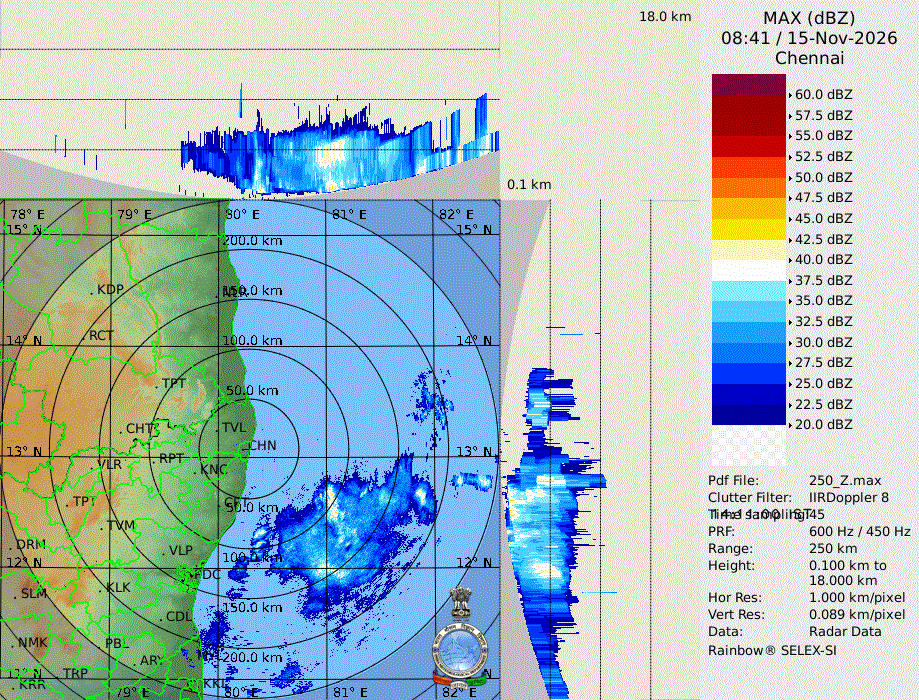 18.0 km
0.1 km
MAX (dBZ)
08:41 / 15-Nov-2026
Chennai
60.0 dBZ
57.5 dBZ
55.0 dBZ
52.5 dBZ
50.0 dBZ
47.5 dBZ
45.0 dBZ
42.5 dBZ
40.0 dBZ
37.5 dBZ
35.0 dBZ
32.5 dBZ
30.0 dBZ
27.5 dBZ
25.0 dBZ
22.5 dBZ
20.0 dBZ
Pdf File: 250_Z.max
Clutter Filter: IIRDoppler 8
Time sampling: 45
PRF: 600 Hz / 450 Hz
Range: 250 km
Height: 0.100 km to
18.000 km
Hor Res: 1.000 km/pixel
Vert Res: 0.089 km/pixel
Data: Radar Data
Rainbow® SELEX-SI
78° E 79° E 80° E 81° E 82° E
15° N 15° N
200.0 km
KDP
NLR
150.0 km
RCT
14° N 100.0 km 14° N
TPT
50.0 km
CHT
TVL
CHN
13° N 13° N
VLR
RPT
KNC
TPT
50.0 km
TVM
DRM
VLP
100.0 km
12° N 12° N
PDC
SLM
KLK
150.0 km
CDL
NMK
PBL
ARY
200.0 km
TRP
KRR
KKL
79° E 80° E 81° E 82° E